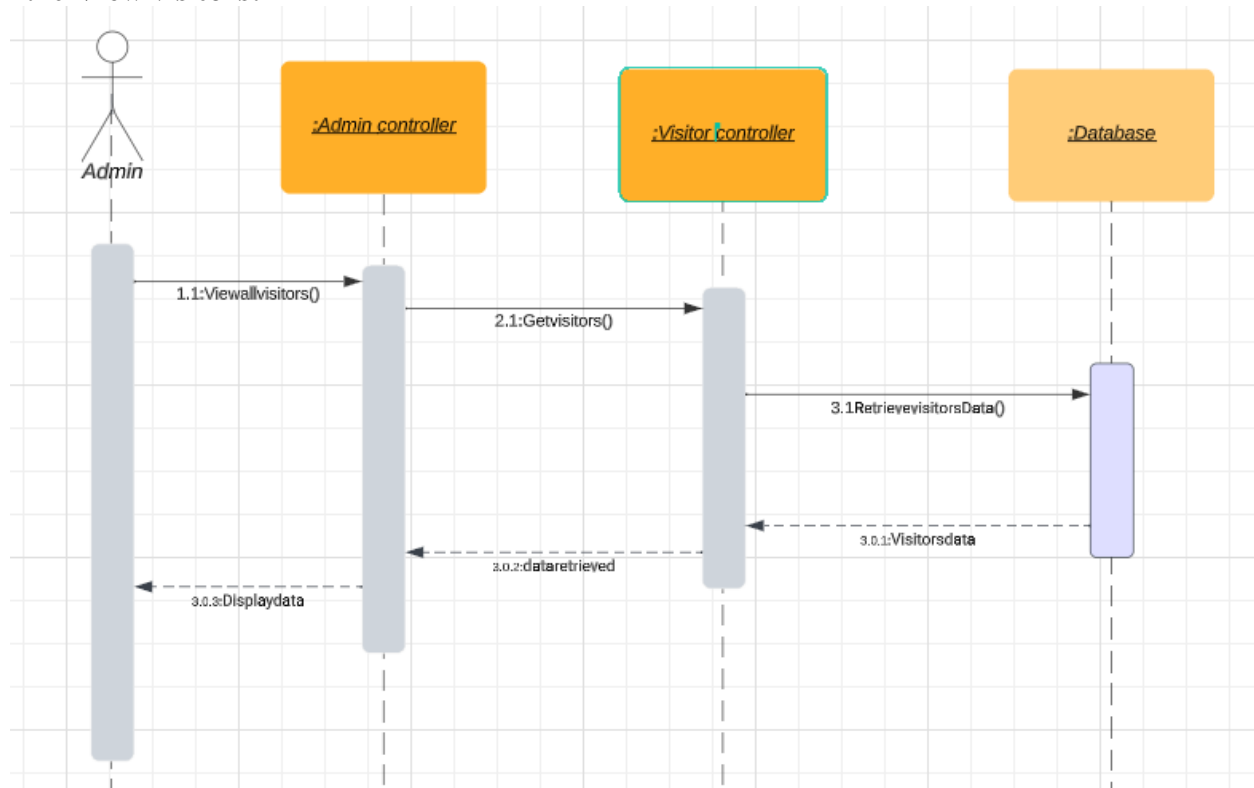 :Admin controller
:Visitor controller
:Database
Admin
1.1:Viewallvisitors()
2.1:Getvisitors()
3.1RetrievevisitorsData()
3.0.1:Visitorsdata
3.0.2:dataretrieved
3.0.3:Displaydata